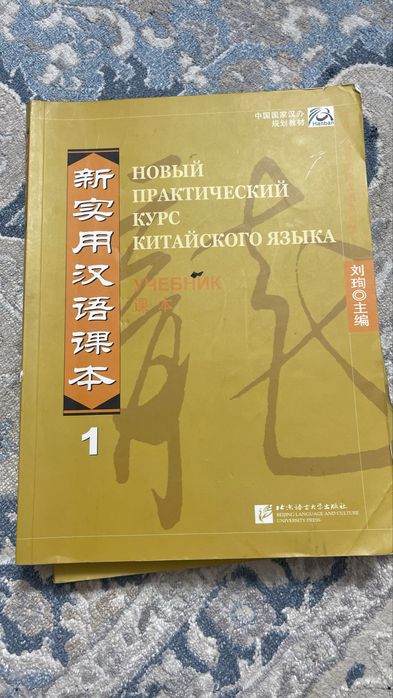 中国国家汉办
规划教材
Hanban
新实用汉语课本
1
НОВЫЙ
ПРАКТИЧЕСКИЙ
КУРС
КИТАЙСКОГО ЯЗЫКА
УЧЕБНИК
课本
刘珣◎主编
北京语言大学出版社
BEIJING LANGUAGE AND CULTURE
UNIVERSITY PRESS